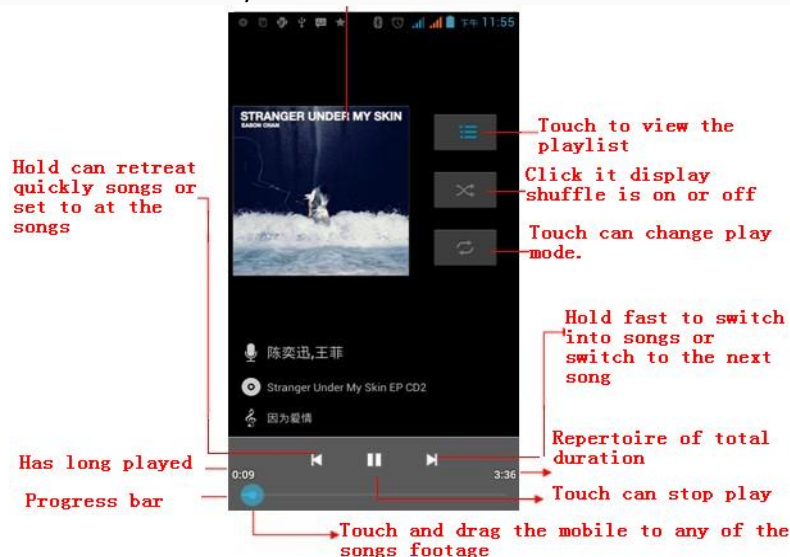 下午 11:55
STRANGER UNDER MY SKIN
EASON CHAN
Touch to view the
playlist
Click it display
shuffle is on or off
Touch can change play
mode.
Hold can retreat
quickly songs or
set to at the
songs
Hold fast to switch
into songs or
switch to the next
song
陈奕迅,王菲
Stranger Under My Skin EP CD2
因为爱情
Has long played
0:09
3:36
Repertoire of total
duration
Progress bar
Touch can stop play
Touch and drag the mobile to any of the
songs footage